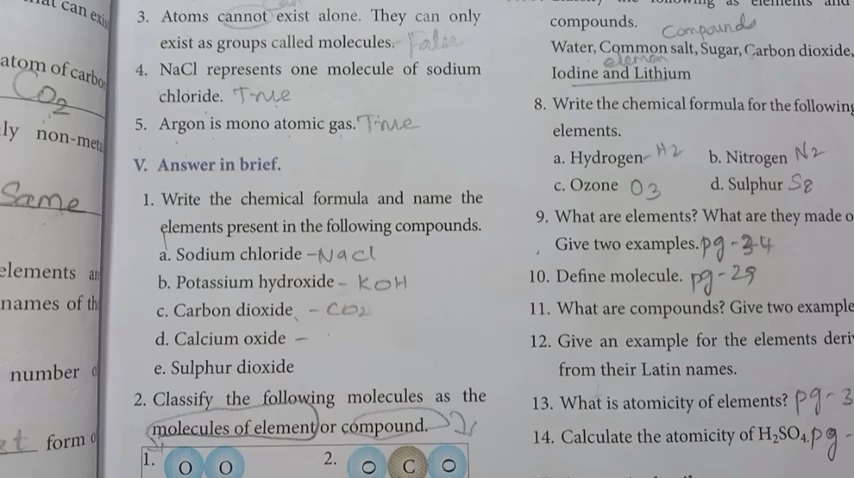 can exis
atom of carbo
CO2
ly non-meta
Same
elements an
names of th
number o
et form o
3. Atoms cannot exist alone. They can only
exist as groups called molecules. False
4. NaCl represents one molecule of sodium
chloride. True
5. Argon is mono atomic gas. True
V. Answer in brief.
1. Write the chemical formula and name the
elements present in the following compounds.
a. Sodium chloride - NaCl
b. Potassium hydroxide - KOH
c. Carbon dioxide - CO2
d. Calcium oxide -
e. Sulphur dioxide
2. Classify the following molecules as the
molecules of element or compound.
1. O O 2. O C O
compounds. Compounds
Water, Common salt, Sugar, Carbon dioxide,
Iodine and Lithium
8. Write the chemical formula for the following
elements.
a. Hydrogen - H2 b. Nitrogen N2
c. Ozone O3 d. Sulphur S8
9. What are elements? What are they made o
Give two examples. pg-34
10. Define molecule. pg-29
11. What are compounds? Give two example
12. Give an example for the elements deri
from their Latin names.
13. What is atomicity of elements? pg-3
14. Calculate the atomicity of H2SO4. pg-